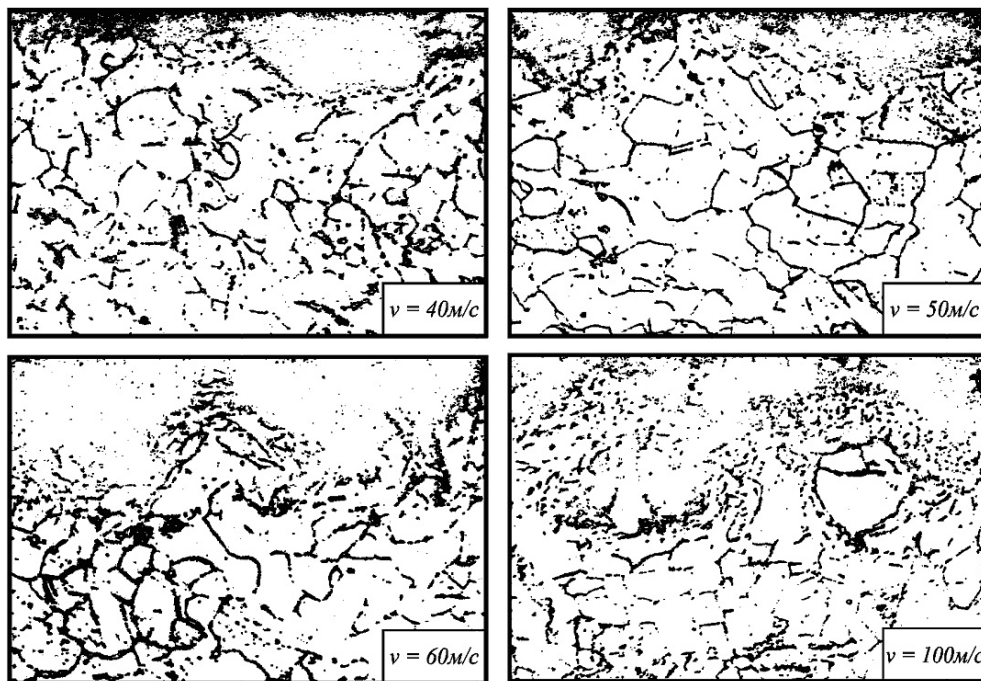 v = 40м/с
v = 50м/с
v = 60м/с
v = 100м/с